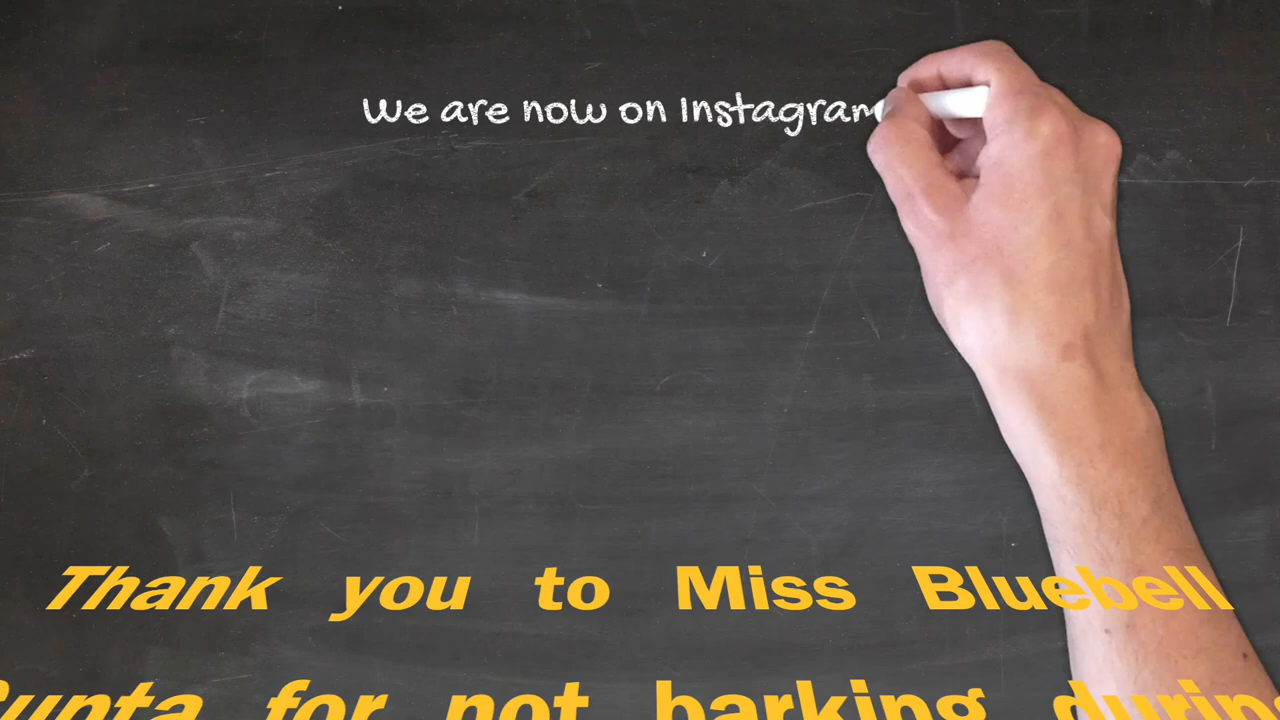 We are now on Instagram
Thank you to Miss Bluebell
for not barking